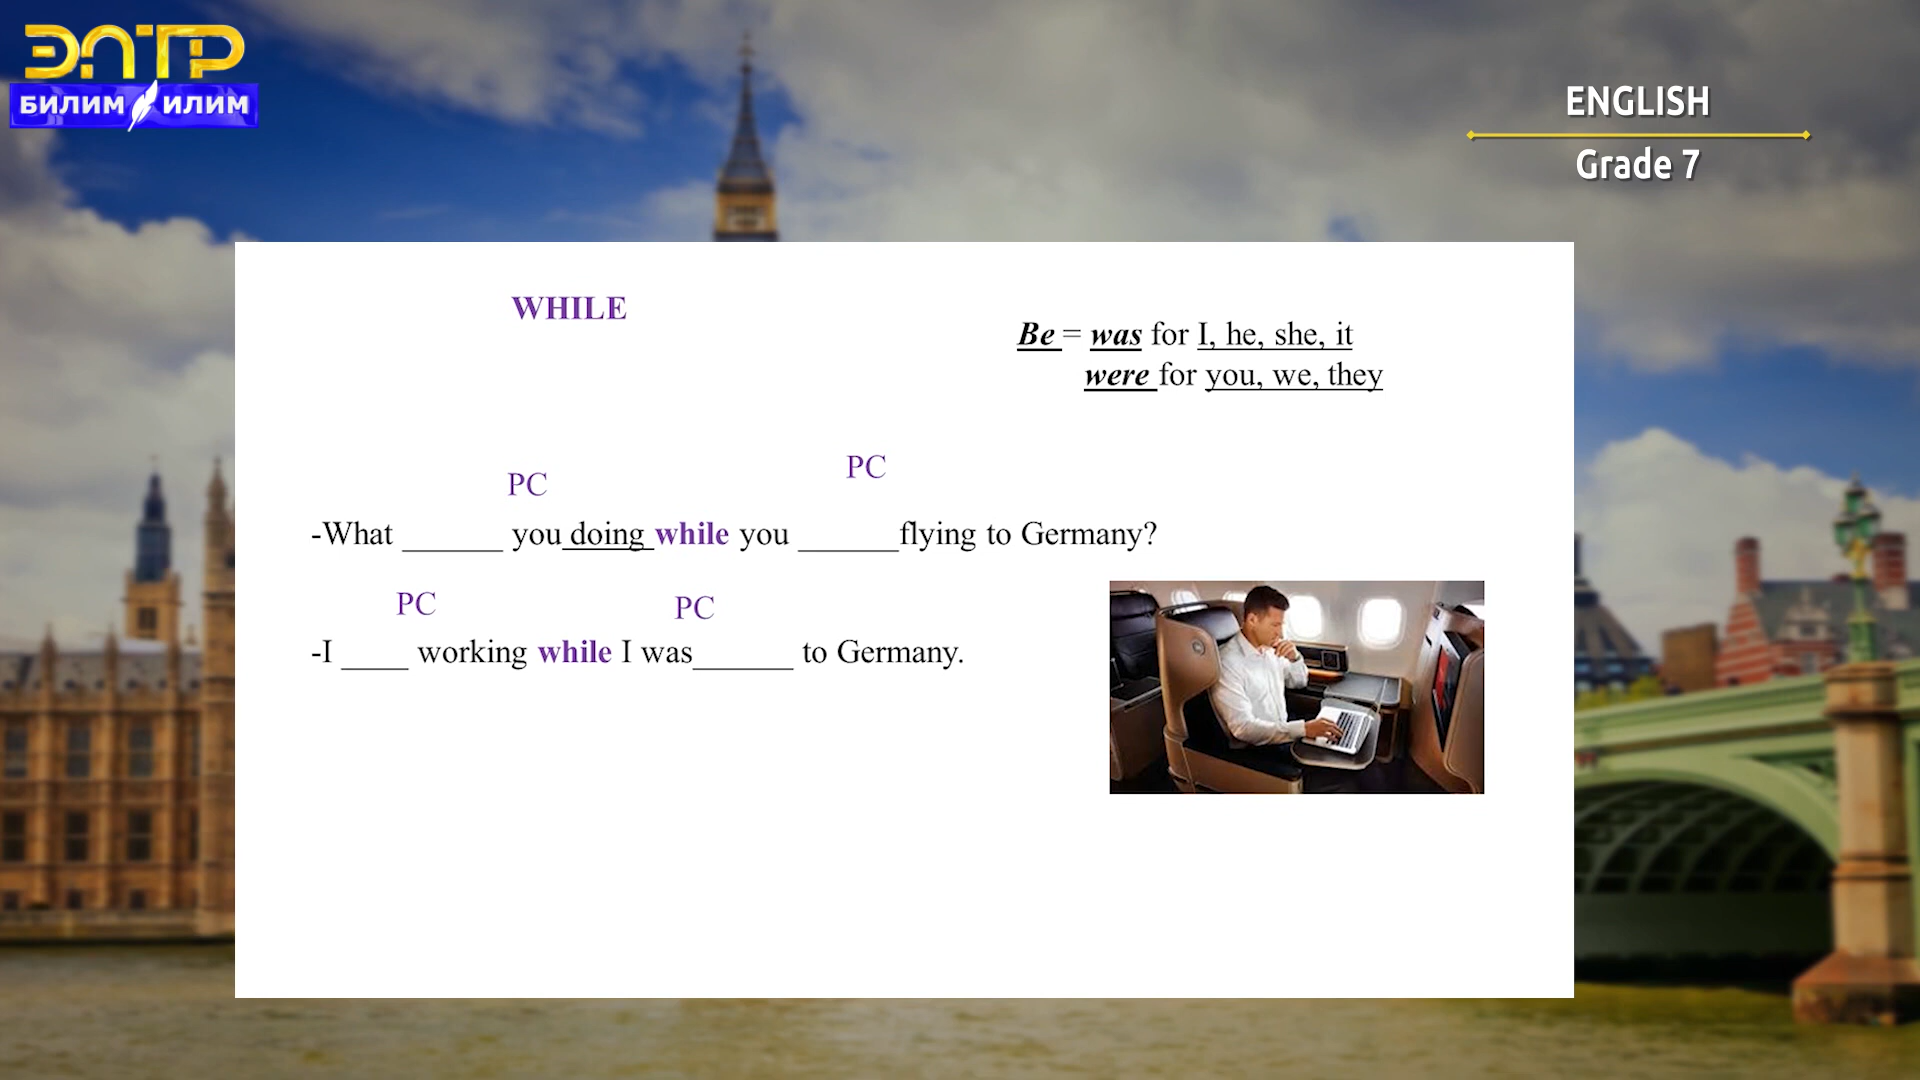 ЭЛТР
БИЛИМ ИЛИМ
ENGLISH
Grade 7
WHILE
Be = was for I, he, she, it
were for you, we, they
PC PC
-What ______ you doing while you ______flying to Germany?
PC PC
-I ____ working while I was______ to Germany.